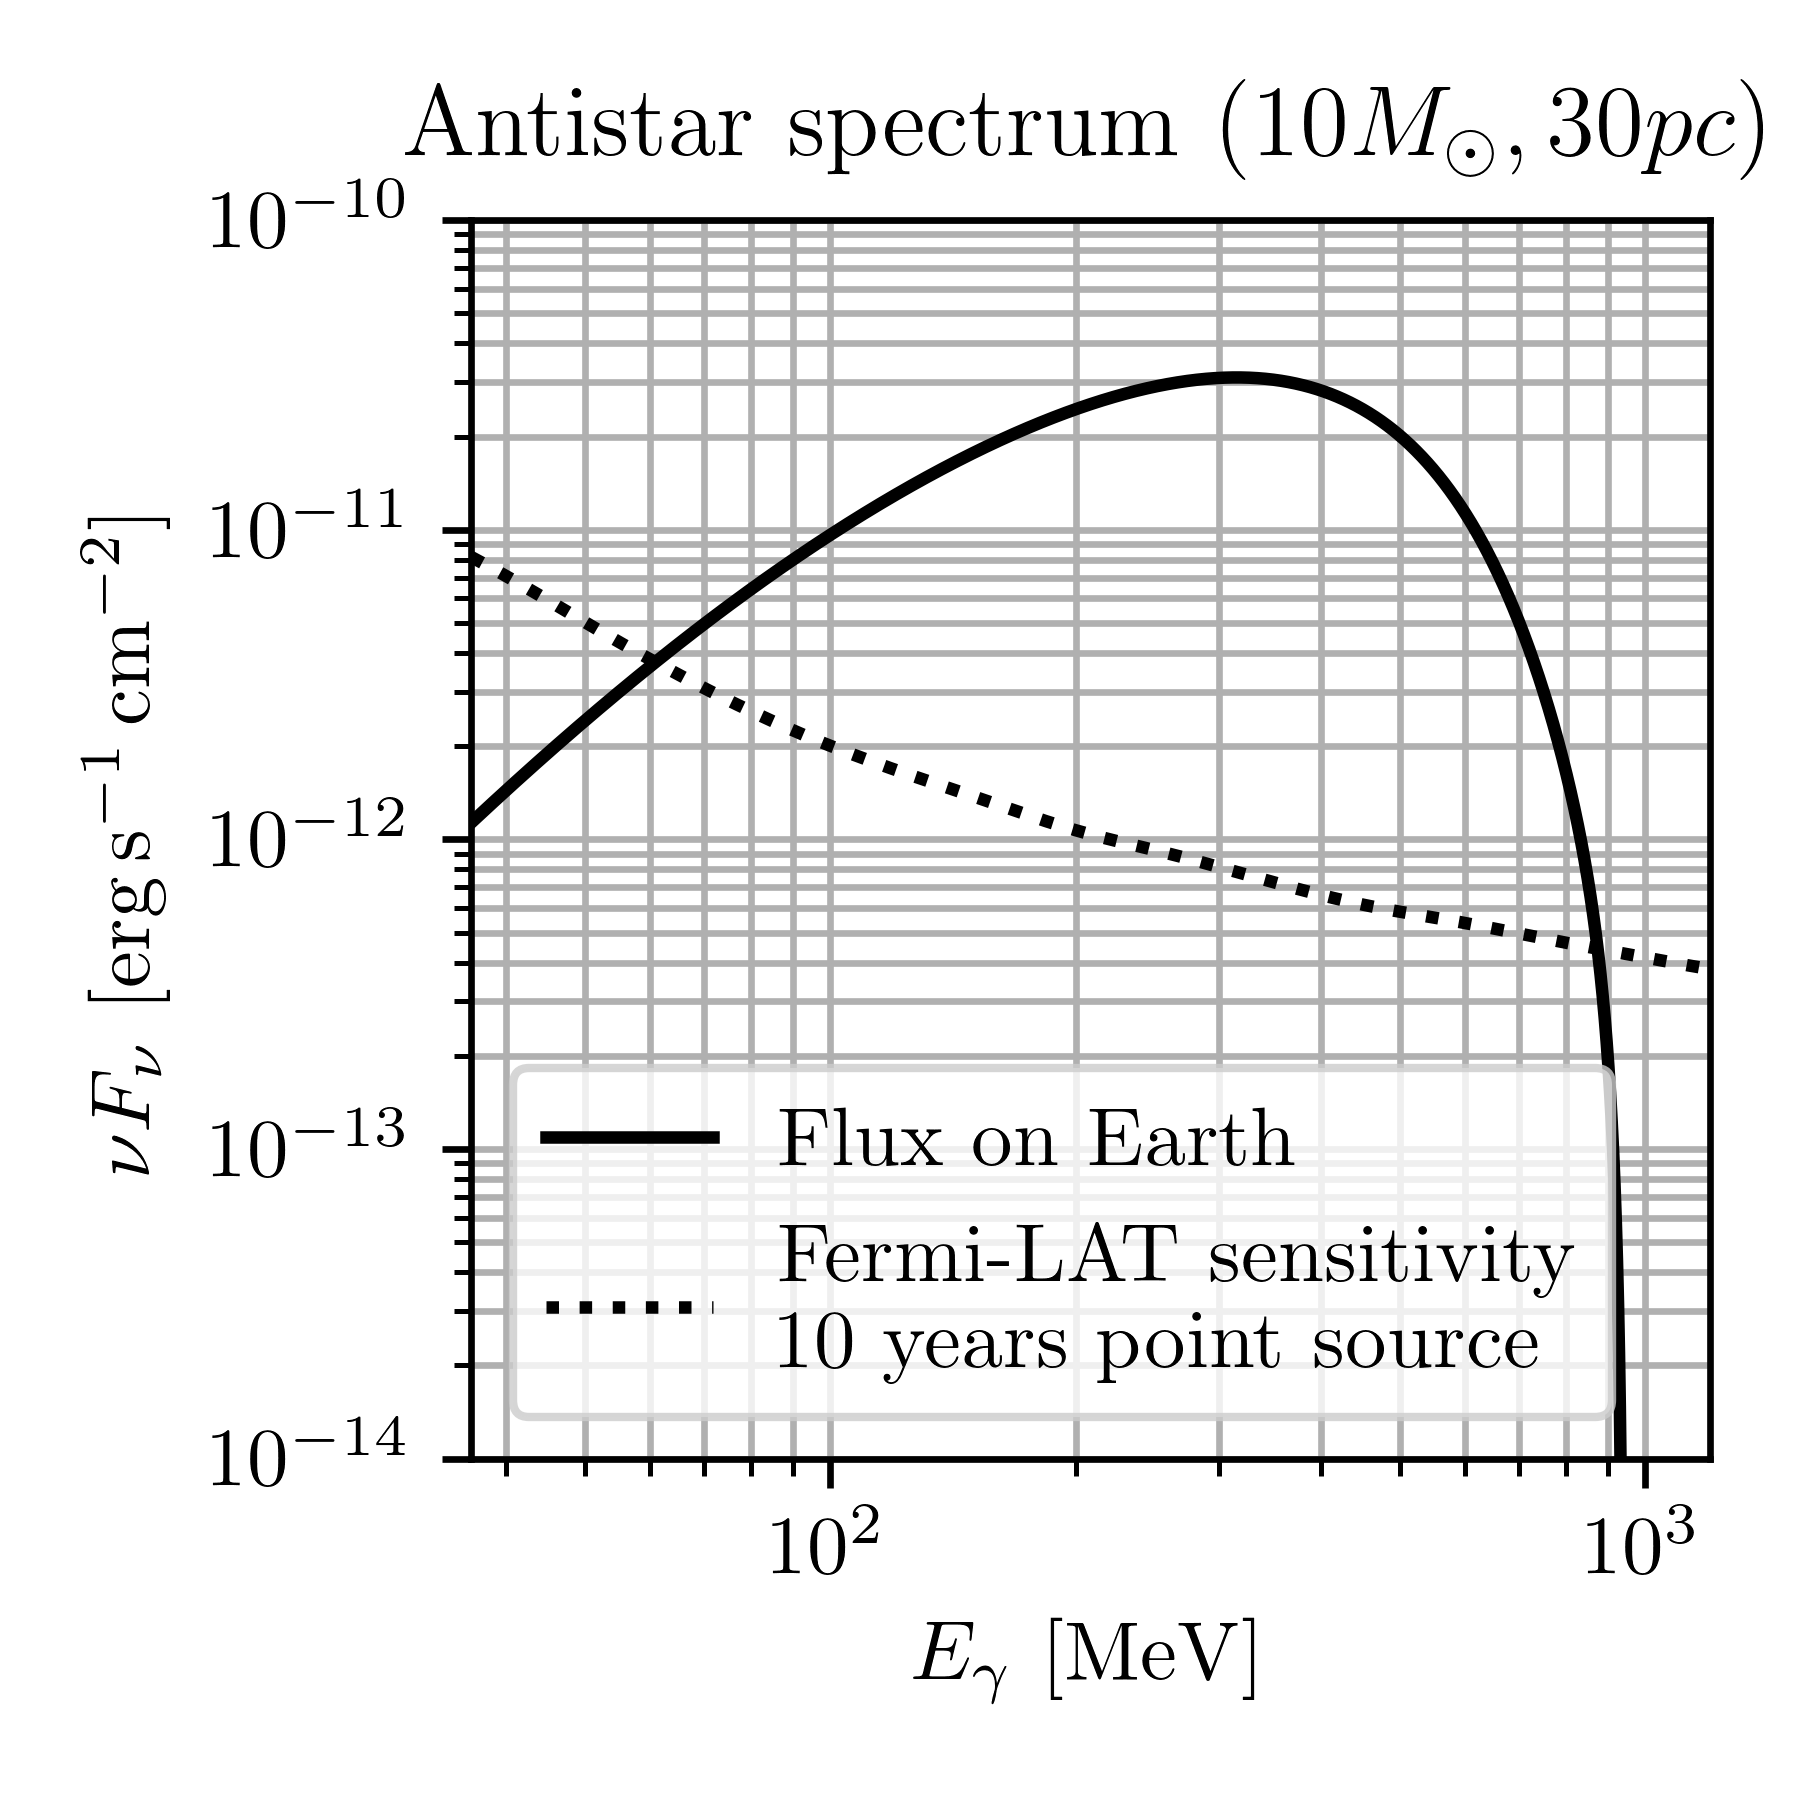 Antistar spectrum (10M⊙, 30pc)
νFν [erg s⁻¹ cm⁻²]
10⁻¹⁰
10⁻¹¹
10⁻¹²
10⁻¹³
10⁻¹⁴
Flux on Earth
Fermi-LAT sensitivity
10 years point source
10² 10³
Eγ [MeV]